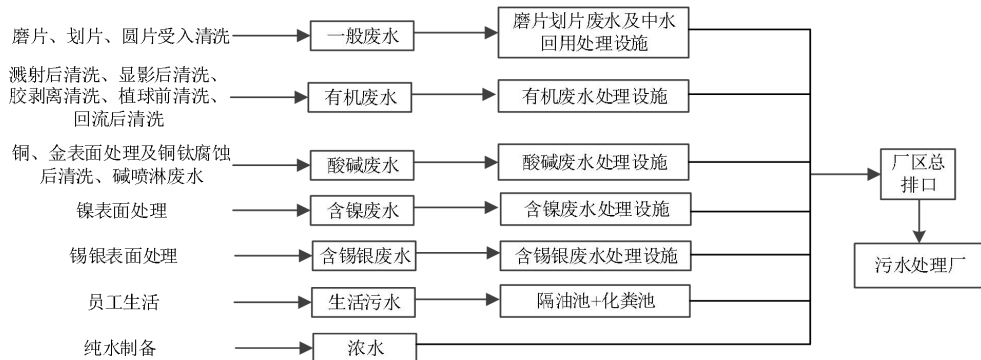 磨片、划片、圆片受入清洗
一般废水
磨片划片废水及中水
回用处理设施
溅射后清洗、显影后清洗、
胶剥离清洗、植球前清洗、
回流后清洗
有机废水
有机废水处理设施
铜、金表面处理及铜钛腐蚀
后清洗、碱喷淋废水
酸碱废水
酸碱废水处理设施
镍表面处理
含镍废水
含镍废水处理设施
锡银表面处理
含锡银废水
含锡银废水处理设施
员工生活
生活污水
隔油池+化粪池
纯水制备
浓水
厂区总
排口
污水处理厂